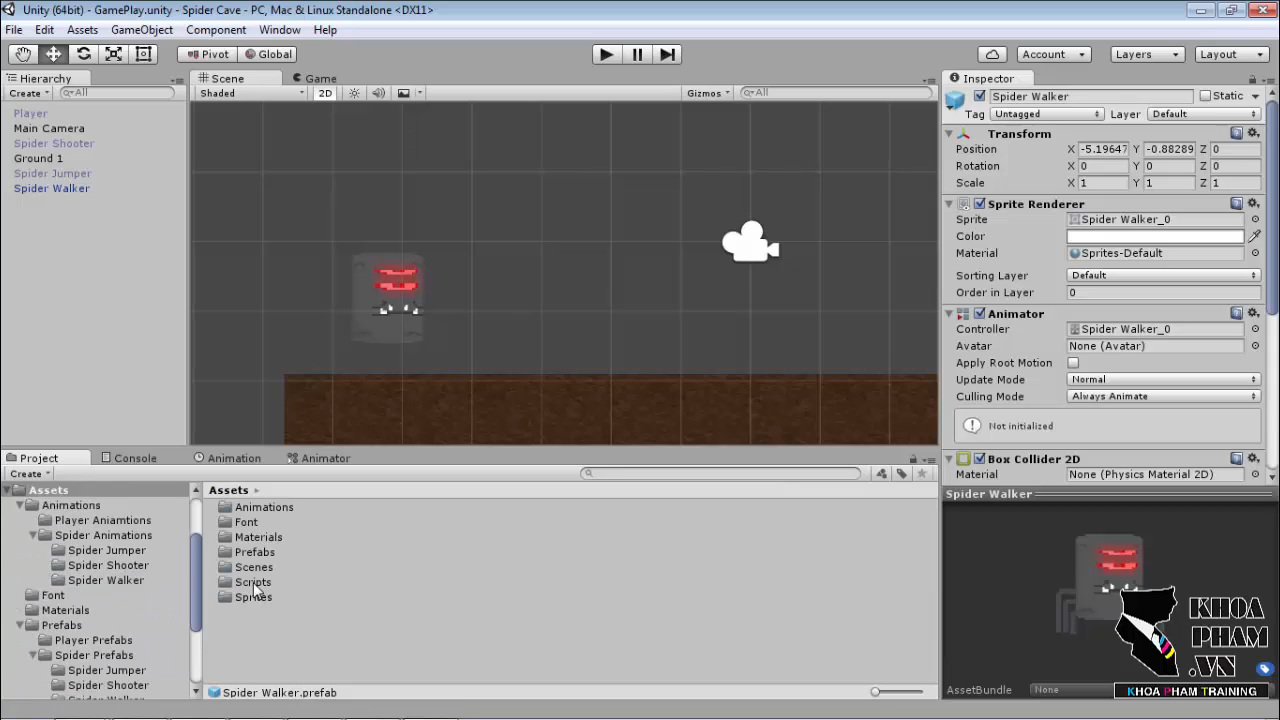 Unity (64bit) - GamePlay.unity - Spider Cave - PC, Mac & Linux Standalone <DX11>
File Edit Assets GameObject Component Window Help
Pivot Global Account Layers Layout
Hierarchy Scene Game Inspector
Create All Shaded 2D Gizmos All
Player
Main Camera
Spider Shooter
Ground 1
Spider Jumper
Spider Walker
Spider Walker Static
Tag Untagged Layer Default
Transform
Position X -5.19647 Y -0.88289 Z 0
Rotation X 0 Y 0 Z 0
Scale X 1 Y 1 Z 1
Sprite Renderer
Sprite Spider Walker_0
Color
Material Sprites-Default
Sorting Layer Default
Order in Layer 0
Animator
Controller Spider Walker_0
Avatar None (Avatar)
Apply Root Motion
Update Mode Normal
Culling Mode Always Animate
Not initialized
Box Collider 2D
Material None (Physics Material 2D)
Project Console Animation Animator
Create
Assets
Animations
Player Aniamtions
Spider Animations
Spider Jumper
Spider Shooter
Spider Walker
Font
Materials
Prefabs
Player Prefabs
Spider Prefabs
Spider Jumper
Spider Shooter
Assets
Animations
Font
Materials
Prefabs
Scenes
Scripts
Sprites
Spider Walker.prefab
Spider Walker
AssetBundle None
KHOA
PHAM
.VN
KHOA PHAM TRAINING